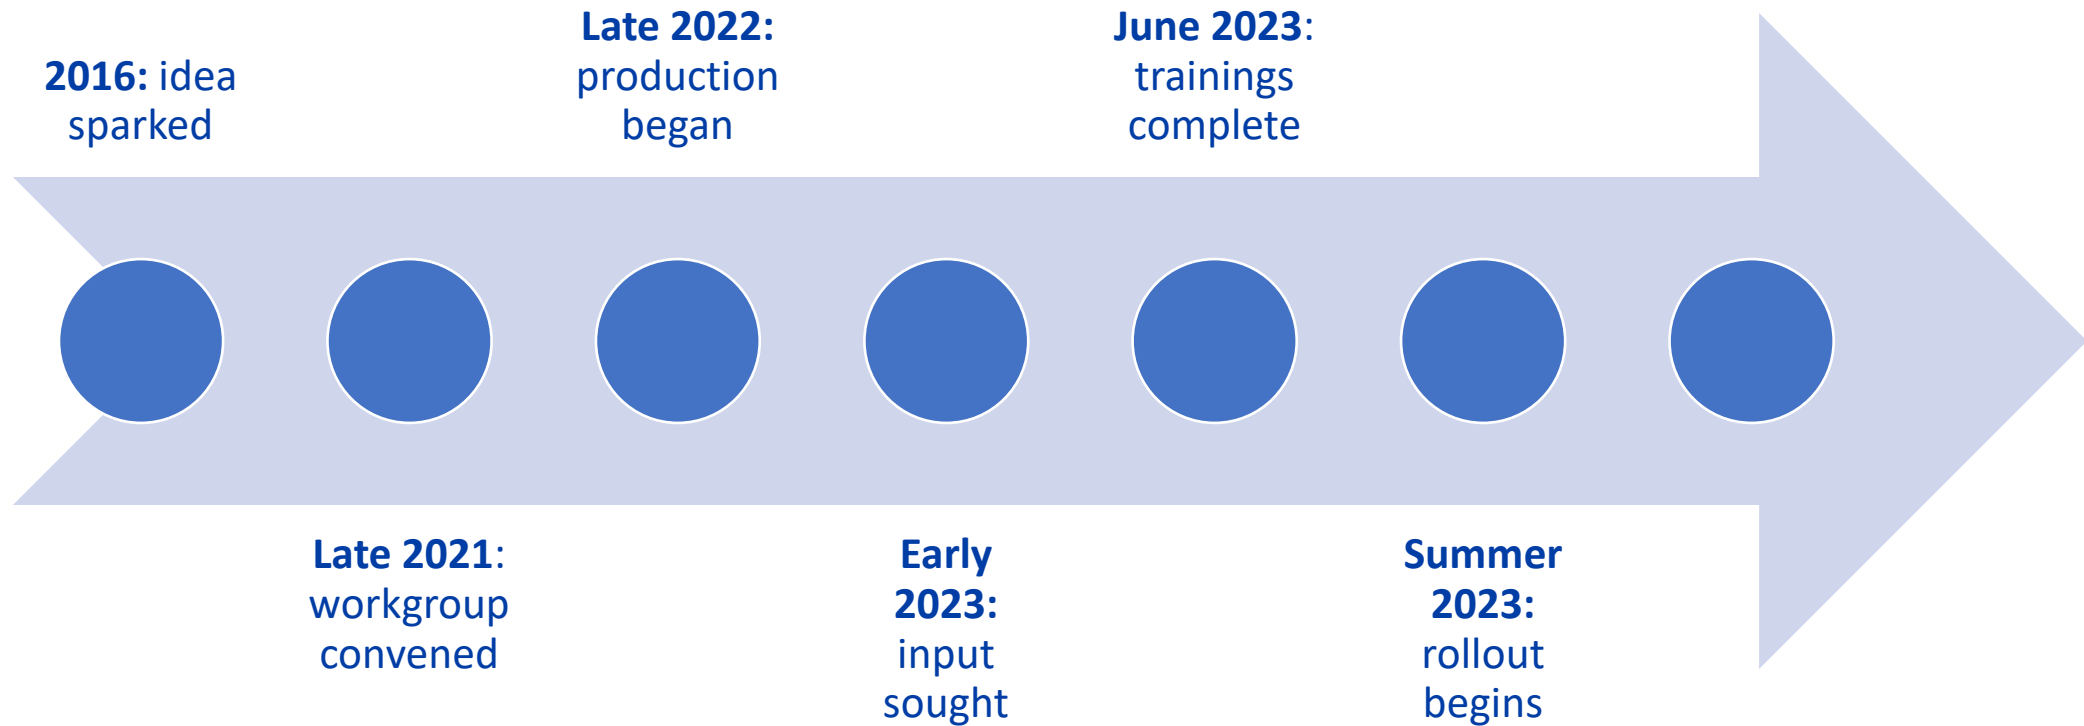 2016: idea
sparked
Late 2021:
workgroup
convened
Late 2022:
production
began
Early
2023:
input
sought
June 2023:
trainings
complete
Summer
2023:
rollout
begins